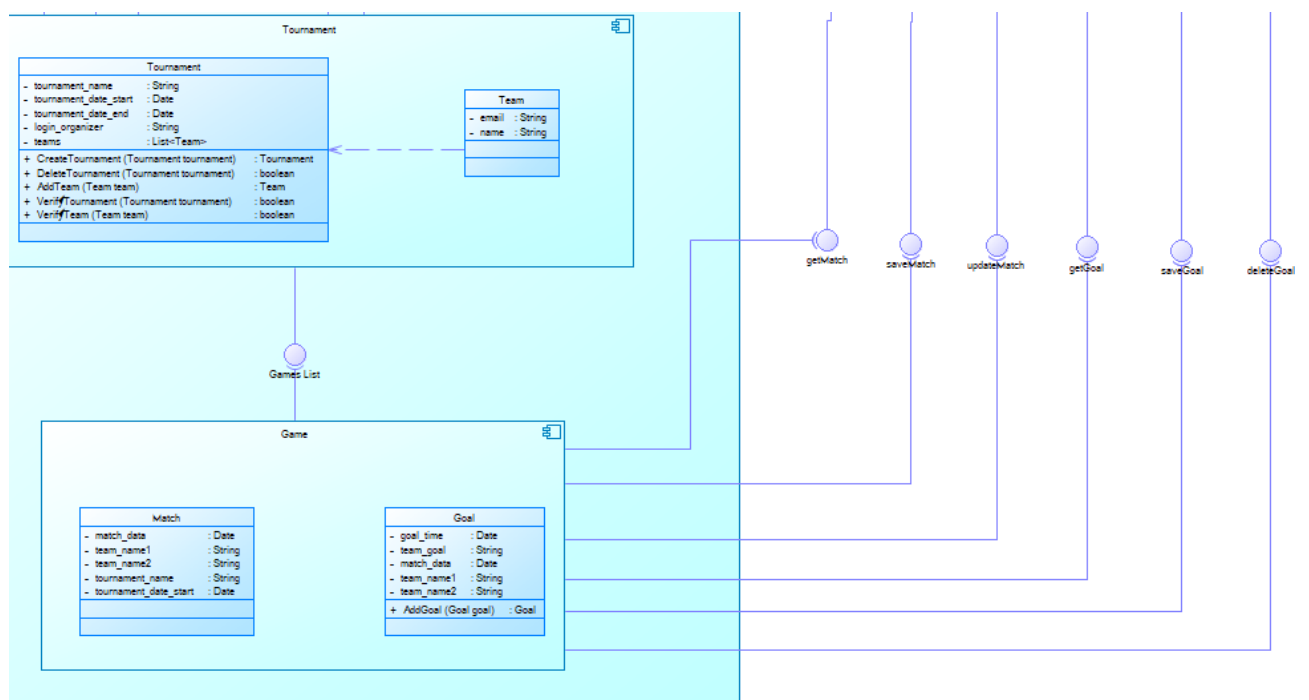 Tournament
Tournament
- tournament_name : String
- tournament_date_start : Date
- tournament_date_end : Date
- login_organizer : String
- teams : List<Team>
+ CreateTournament (Tournament tournament) : Tournament
+ DeleteTournament (Tournament tournament) : boolean
+ AddTeam (Team team) : Team
+ VerifyTournament (Tournament tournament) : boolean
+ VerifyTeam (Team team) : boolean
Team
- email : String
- name : String
getMatch
saveMatch
updateMatch
getGoal
saveGoal
deleteGoal
Games List
Game
Match
- match_data : Date
- team_name1 : String
- team_name2 : String
- tournament_name : String
- tournament_date_start : Date
Goal
- goal_time : Date
- team_goal : String
- match_data : Date
- team_name1 : String
- team_name2 : String
+ AddGoal (Goal goal) : Goal